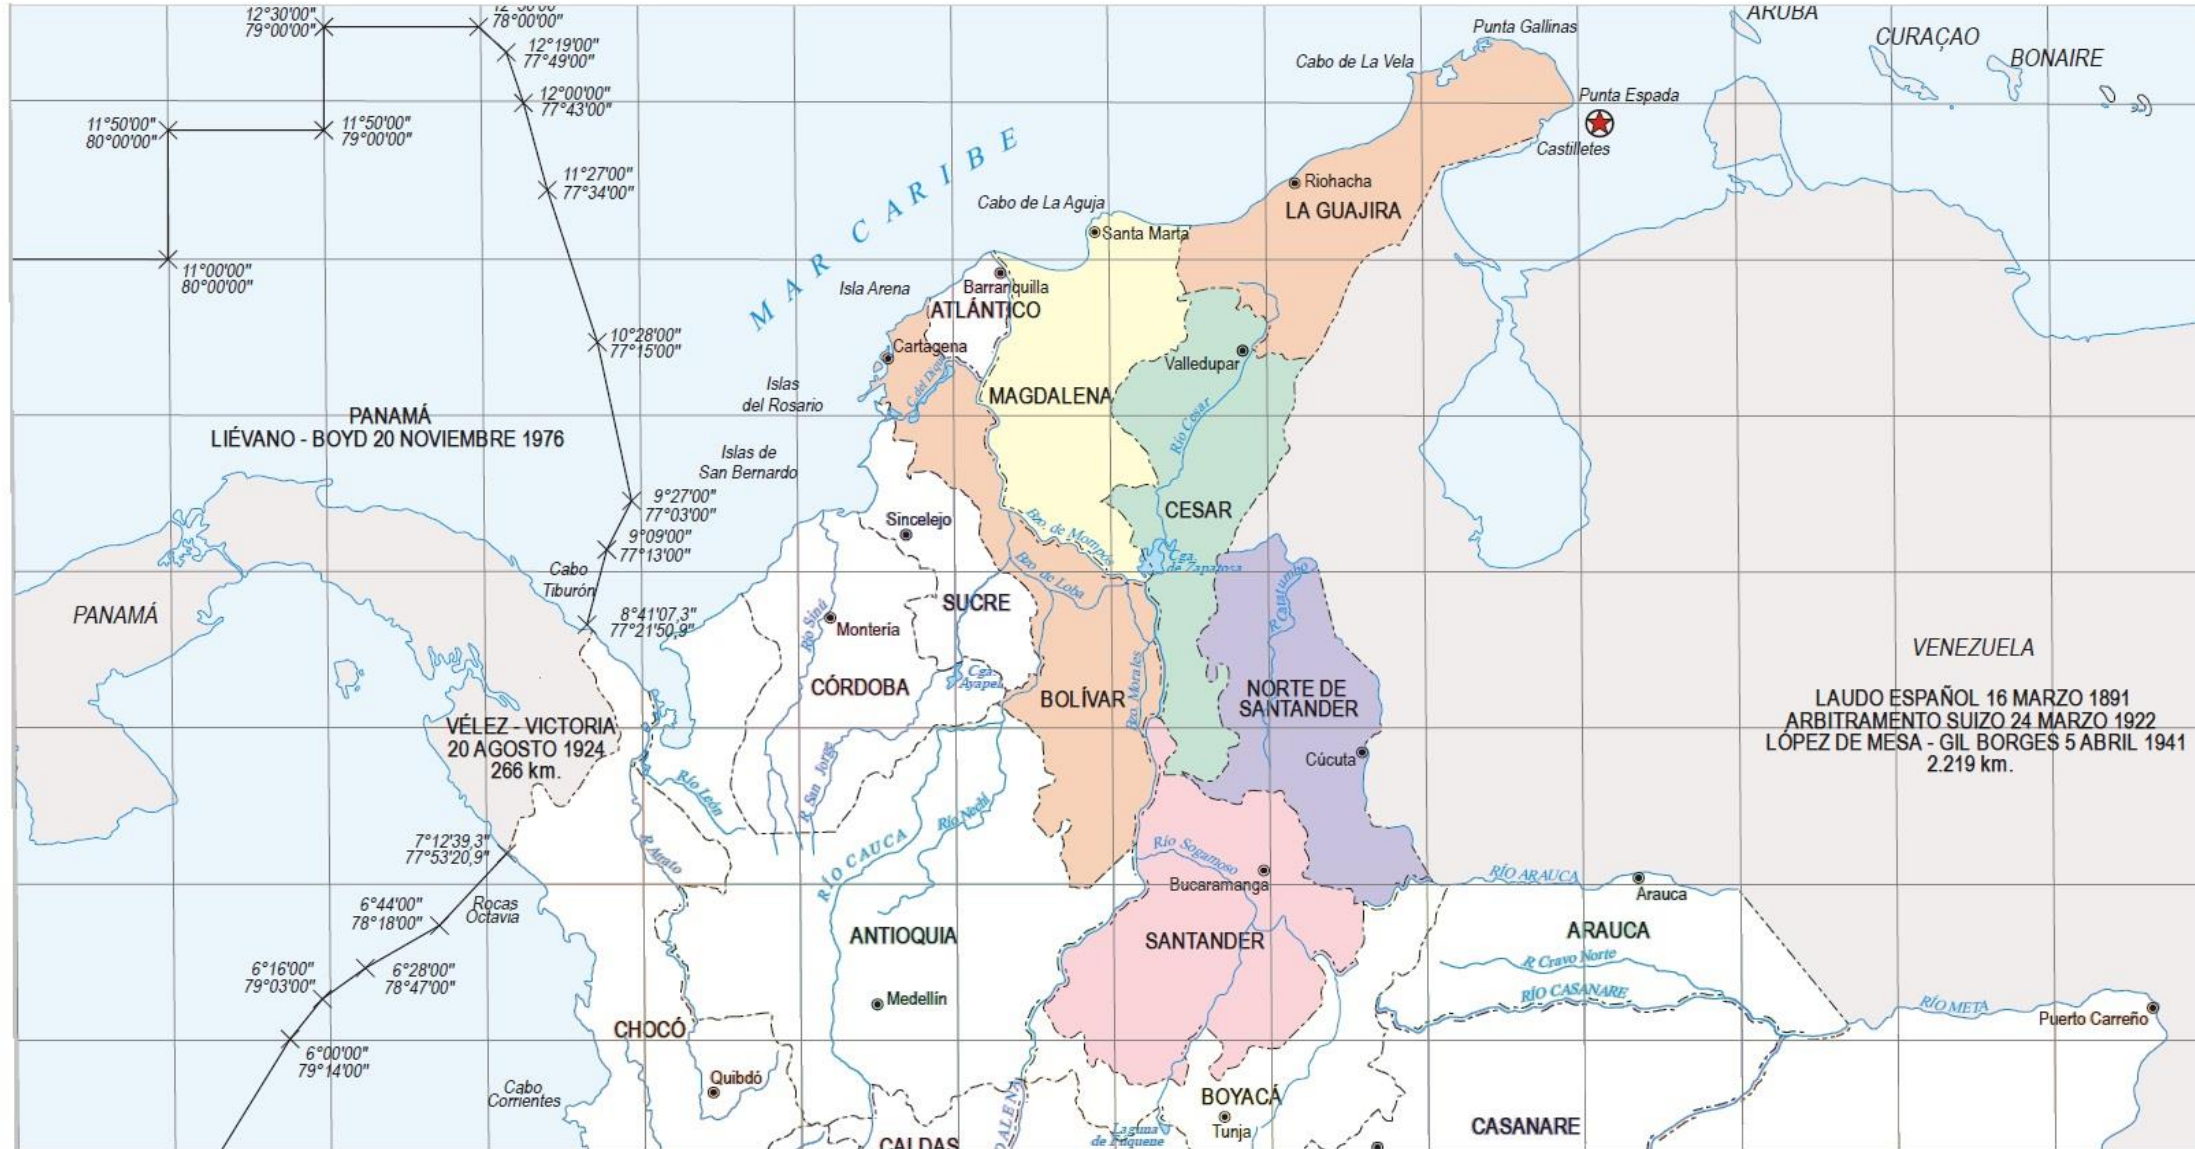 12°30'00"
79°00'00"
78°00'00"
12°19'00"
77°49'00"
12°00'00"
77°43'00"
11°50'00"
80°00'00"
11°50'00"
79°00'00"
11°27'00"
77°34'00"
11°00'00"
80°00'00"
10°28'00"
77°15'00"
9°27'00"
77°03'00"
9°09'00"
77°13'00"
8°41'07,3"
77°21'50,9"
7°12'39,3"
77°53'20,9"
6°44'00"
78°18'00"
6°28'00"
78°47'00"
6°16'00"
79°03'00"
6°00'00"
79°14'00"
PANAMÁ
LIÉVANO - BOYD 20 NOVIEMBRE 1976
PANAMÁ
VÉLEZ - VICTORIA
20 AGOSTO 1924
266 km.
MAR CARIBE
Punta Gallinas
Cabo de La Vela
Punta Espada
Castilletes
ARUBA
CURAÇAO
BONAIRE
Riohacha
LA GUAJIRA
Cabo de La Aguja
Santa Marta
Isla Arena
Barranquilla
ATLÁNTICO
Cartagena
C. del Dique
Islas
del Rosario
Islas de
San Bernardo
MAGDALENA
Valledupar
Río Cesar
CESAR
Cga.
de Zapatosa
Bzo. de Mompós
Bzo. de Loba
Bzo. Morales
Sincelejo
SUCRE
Río Sinú
Montería
CÓRDOBA
Cga.
Ayapel
R. San Jorge
BOLÍVAR
R. Catatumbo
NORTE DE
SANTANDER
Cúcuta
Cabo
Tiburón
Río León
R. Atrato
RÍO CAUCA
Río Nechí
Río Sogamoso
Bucaramanga
SANTANDER
Rocas
Octavia
ANTIOQUIA
Medellín
CHOCÓ
Quibdó
Cabo
Corrientes
CALDAS
Laguna
de Fúquene
BOYACÁ
Tunja
CASANARE
RÍO ARAUCA
Arauca
ARAUCA
R. Cravo Norte
RÍO CASANARE
RÍO META
Puerto Carreño
VENEZUELA
LAUDO ESPAÑOL 16 MARZO 1891
ARBITRAMENTO SUIZO 24 MARZO 1922
LÓPEZ DE MESA - GIL BORGES 5 ABRIL 1941
2.219 km.